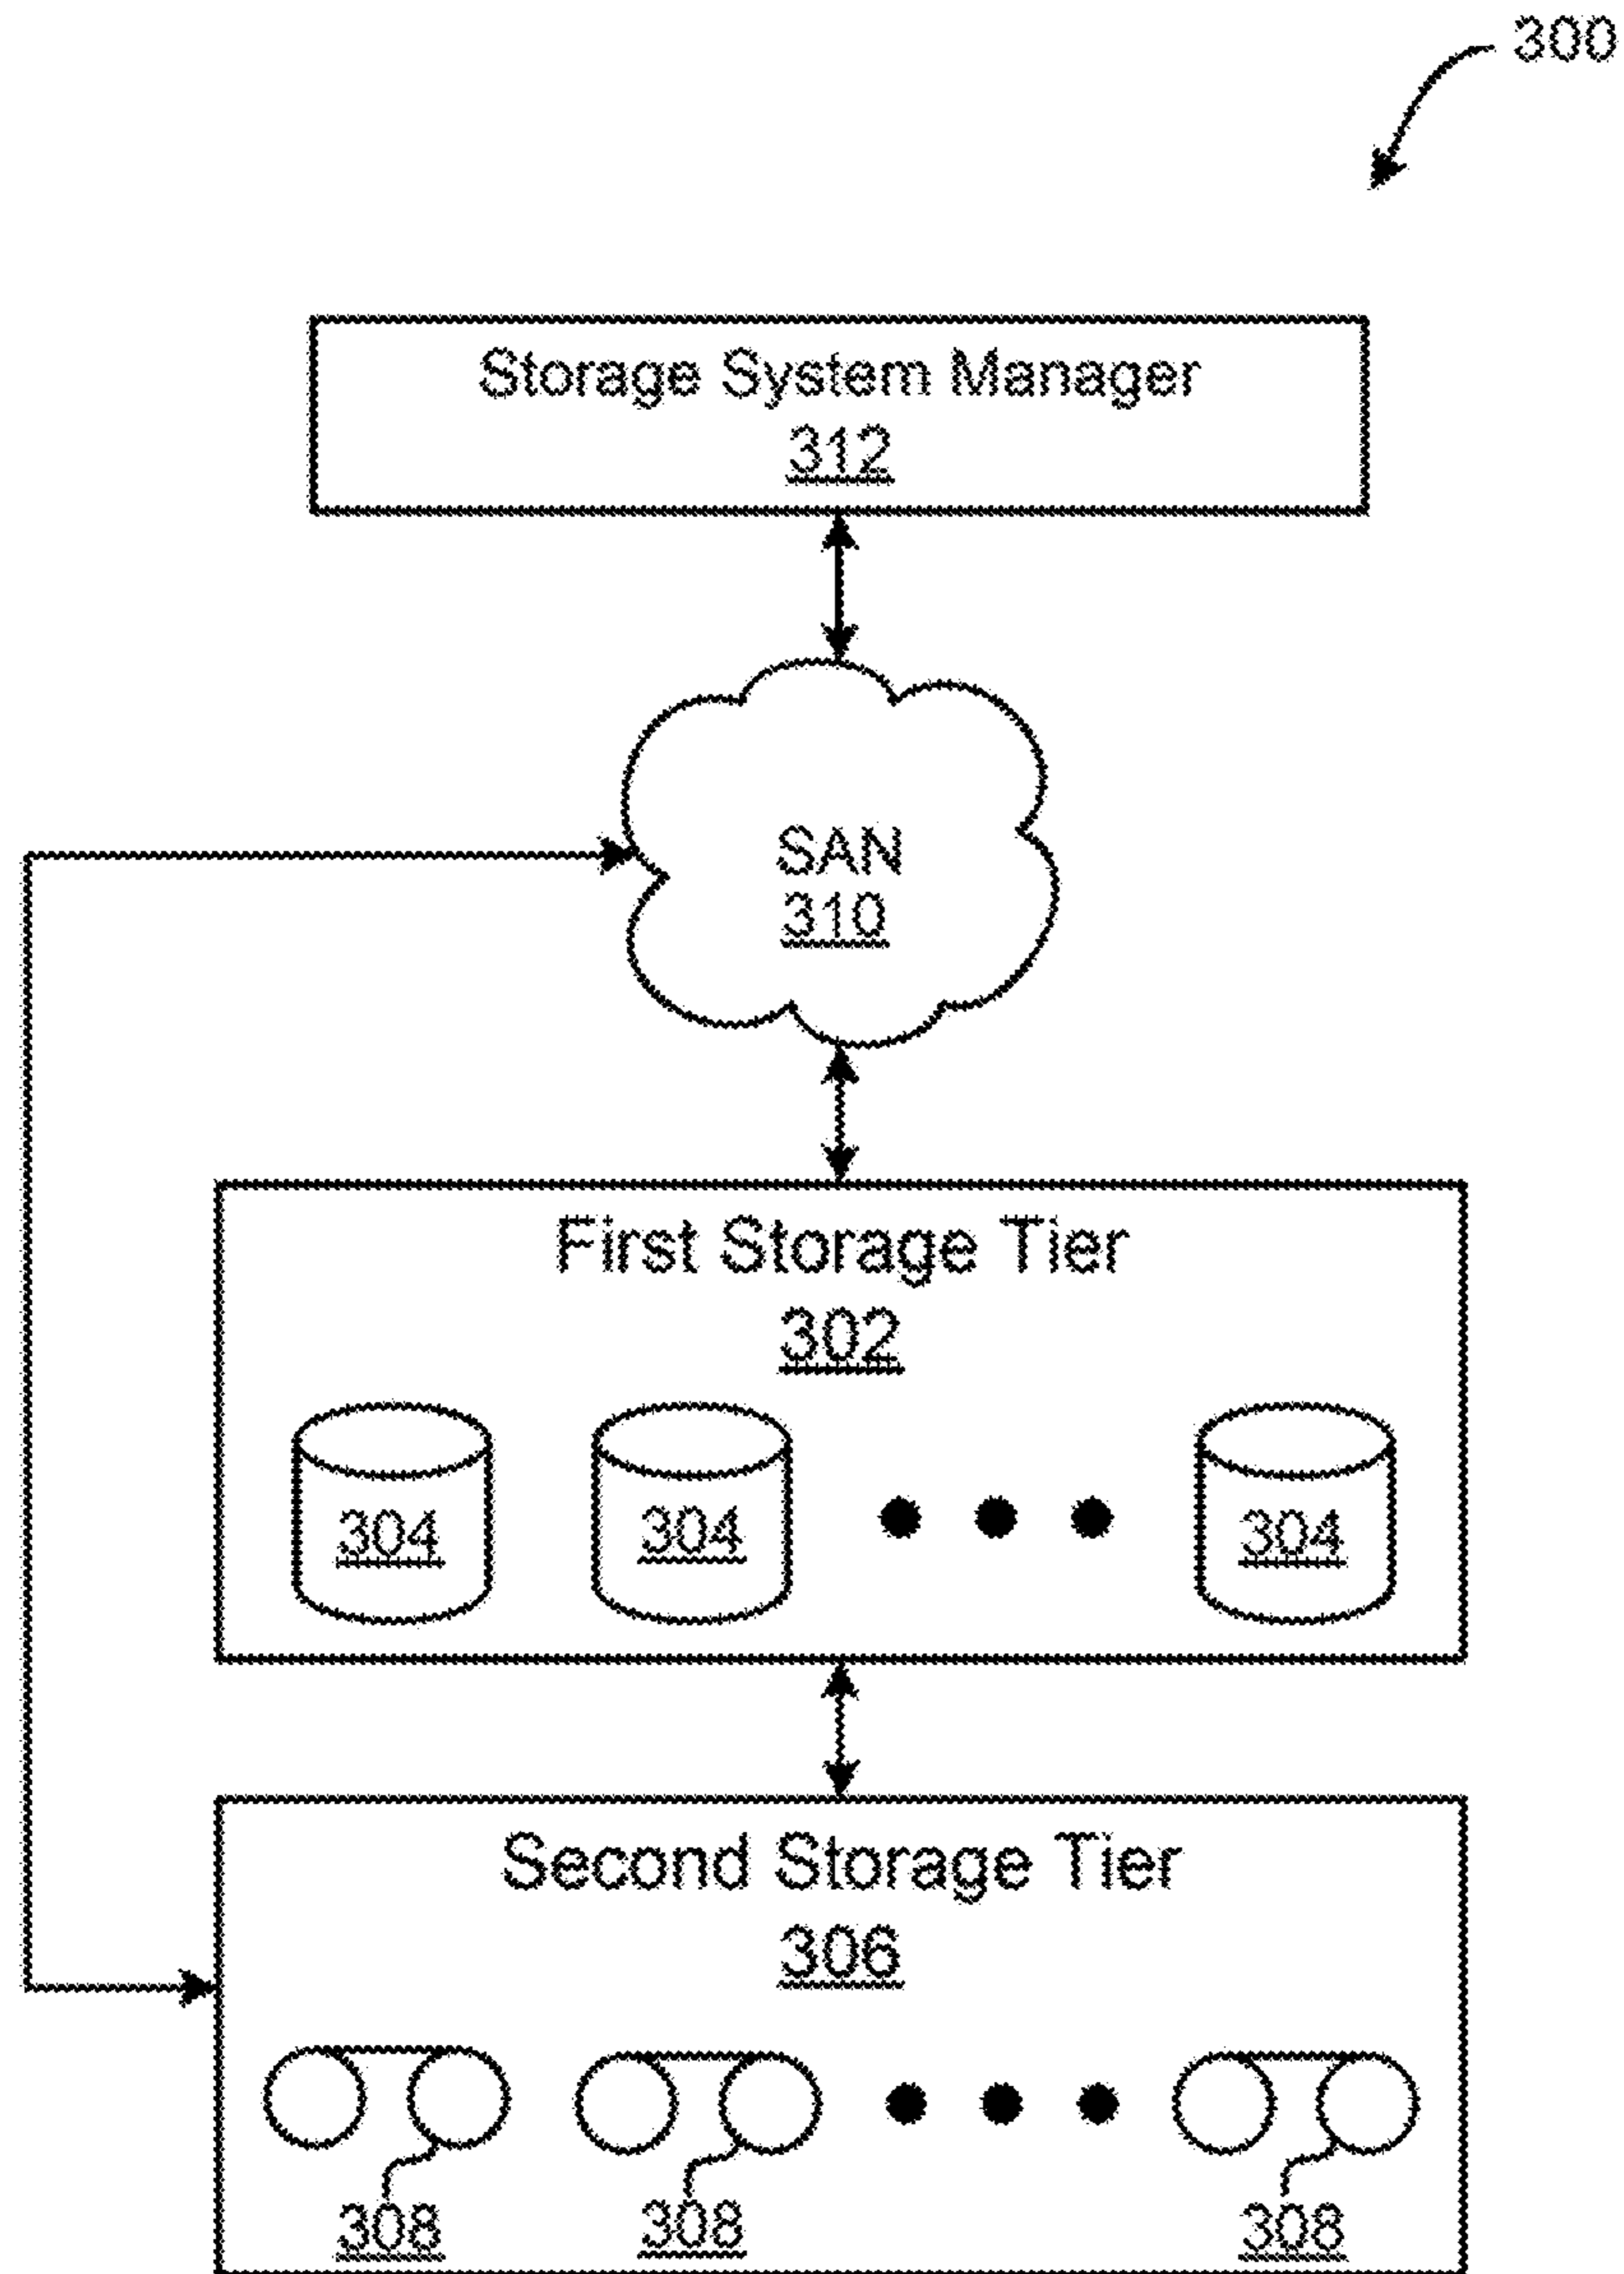 300
Storage System Manager
312
SAN
310
First Storage Tier
302
304 304 304
Second Storage Tier
306
308 308 308